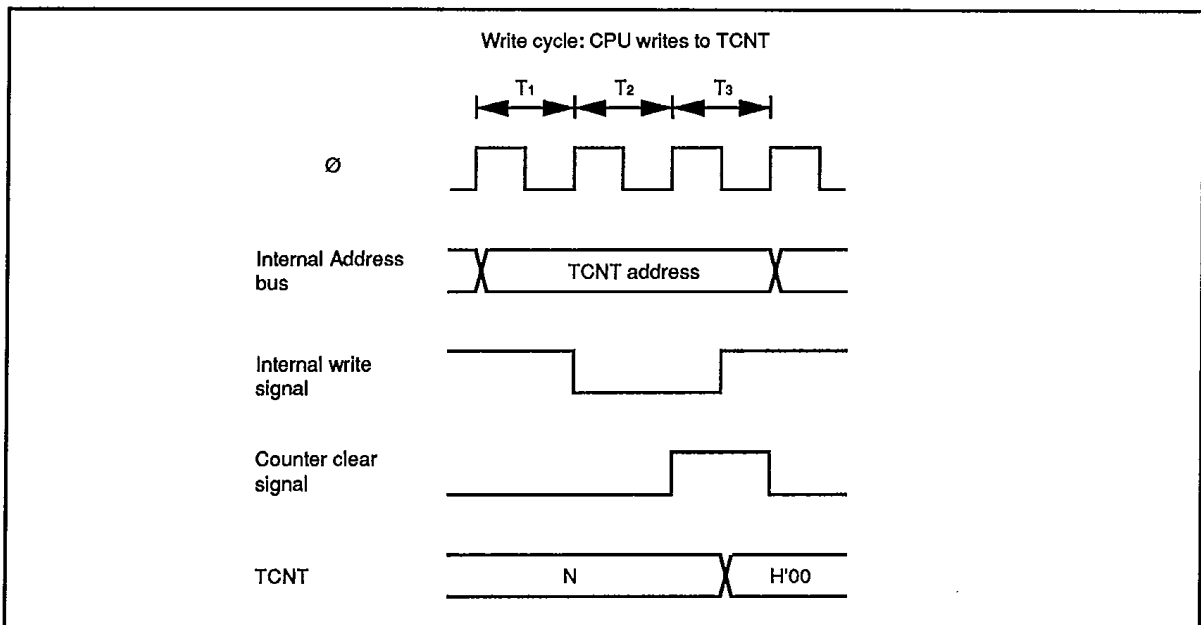 Write cycle: CPU writes to TCNT
T1 T2 T3
Ø
Internal Address
bus
TCNT address
Internal write
signal
Counter clear
signal
TCNT
N
H'00